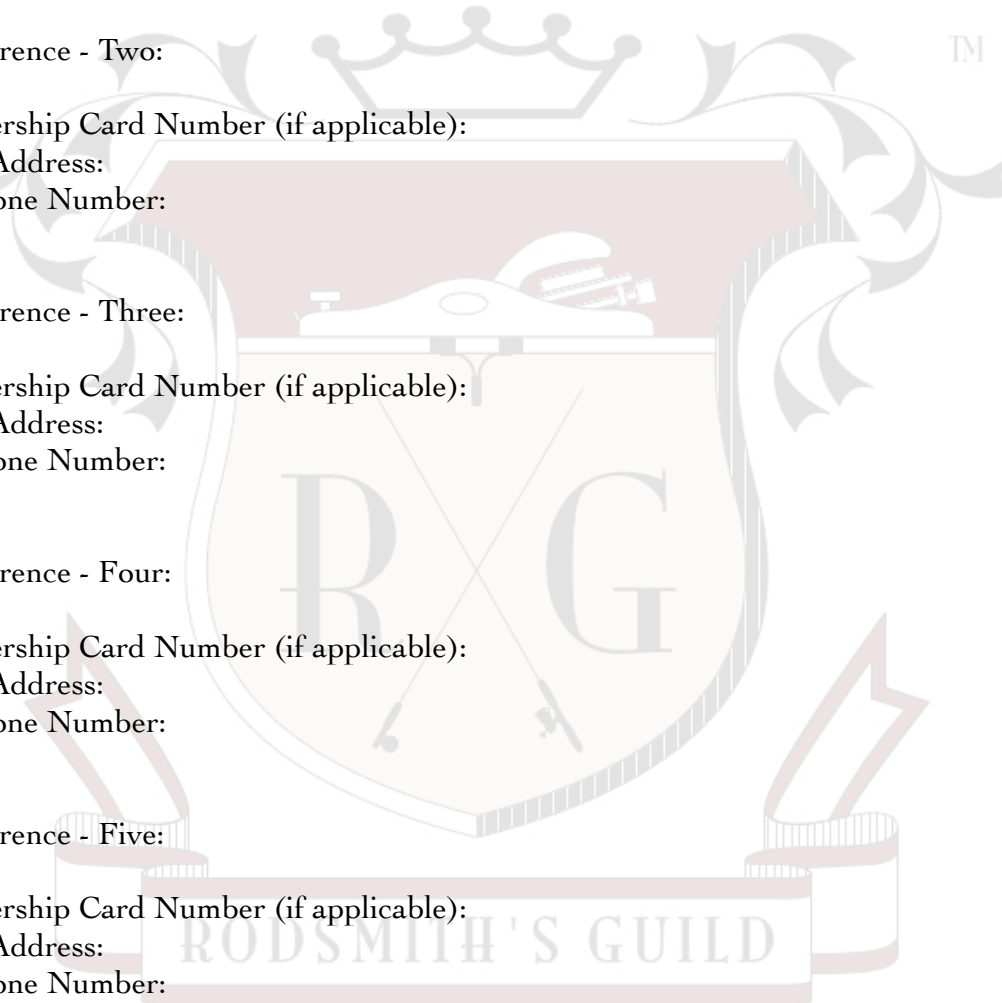 rence - Two:
TM
ership Card Number (if applicable):
Address:
one Number:
rence - Three:
ership Card Number (if applicable):
Address:
one Number:
R G
rence - Four:
ership Card Number (if applicable):
Address:
one Number:
rence - Five:
ership Card Number (if applicable):
Address:
RODSMITH'S GUILD
one Number: